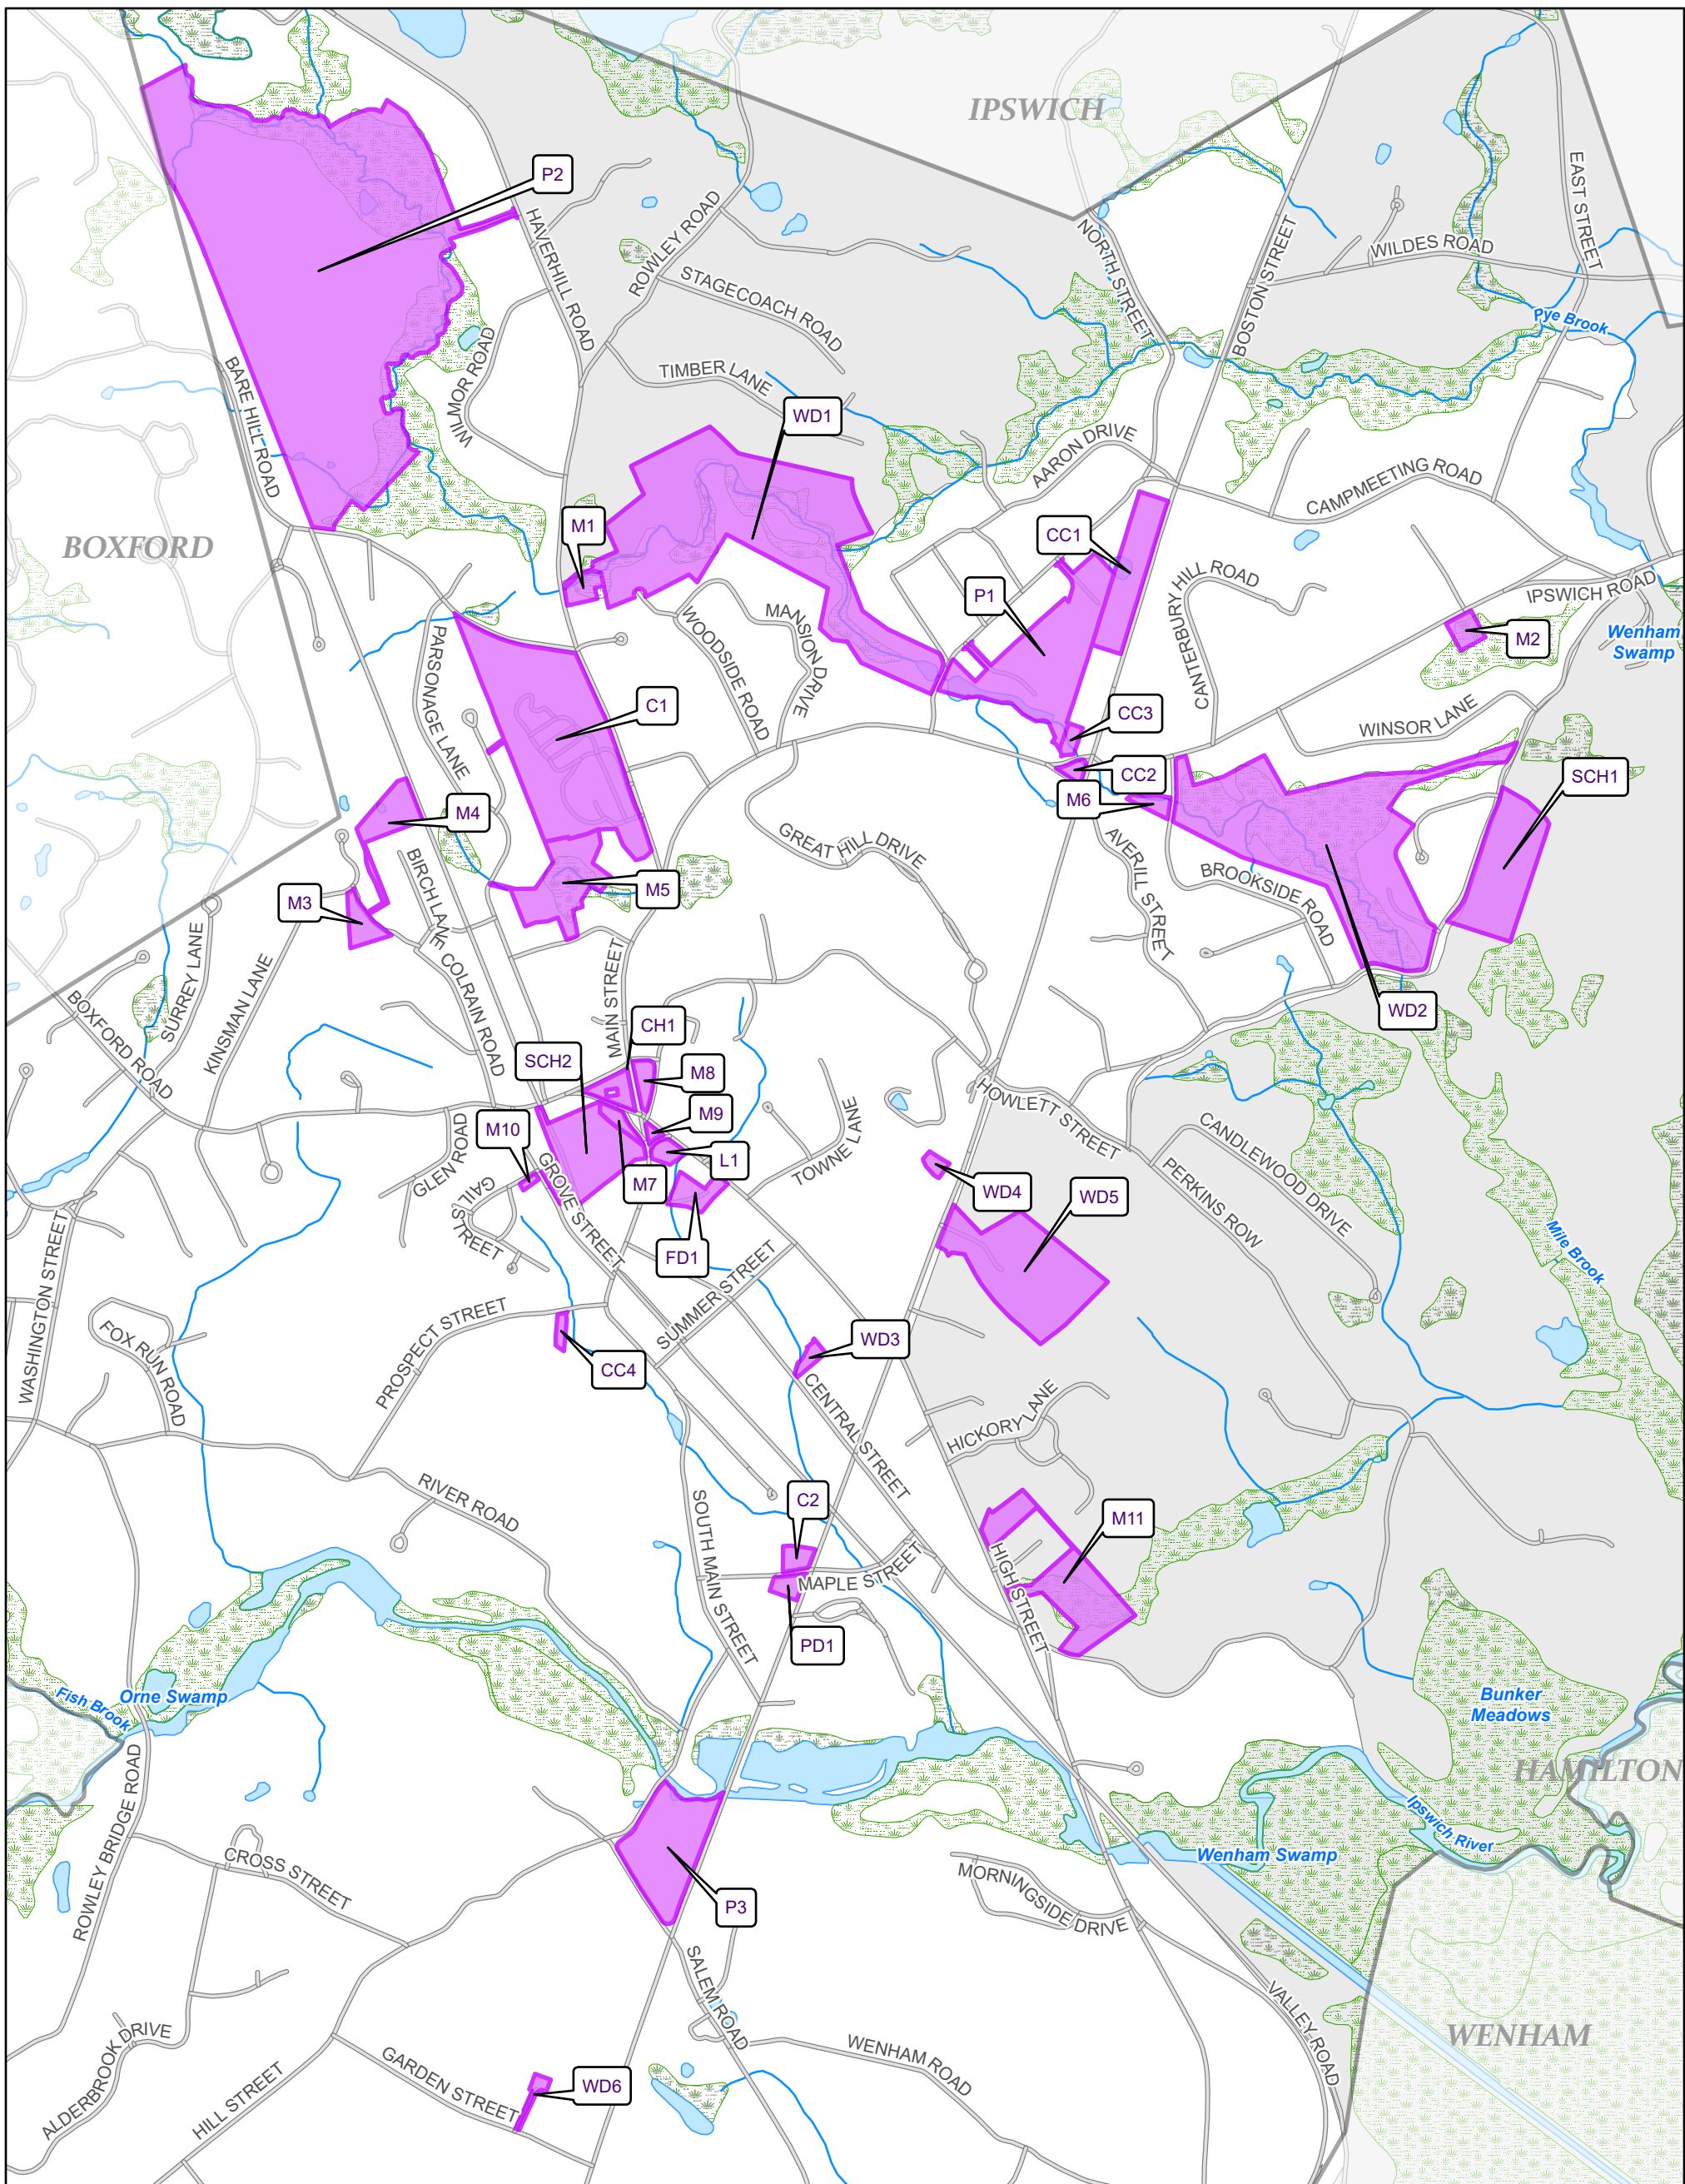 IPSWICH
P2
HAVERHILL ROAD
ROWLEY ROAD
NORTH STREET
BOSTON STREET
EAST STREET
WILDES ROAD
STAGECOACH ROAD
Pye Brook
WILMOR ROAD
BARE HILL ROAD
TIMBER LANE
WD1
AARON DRIVE
CAMPMEETING ROAD
BOXFORD
M1
CC1
CANTERBURY HILL ROAD
IPSWICH ROAD
P1
MANSION DRIVE
WOODSIDE ROAD
M2
Wenham
Swamp
PARSONAGE LANE
C1
CC3
WINSOR LANE
CC2
SCH1
M6
M4
GREAT HILL DRIVE
AVERILL STREET
BROOKSIDE ROAD
BIRCH LANE
M5
M3
SURREY LANE
KINSMAN LANE
COLRAIN ROAD
MAIN STREET
BOXFORD ROAD
WD2
CH1
SCH2
M8
M9
M10
HOWLETT STREET
CANDLEWOOD DRIVE
GLEN ROAD
TOWNE LANE
L1
M7
WD4
WD5
PERKINS ROW
GAIL STREET
GROVE STREET
FD1
SUMMER STREET
Mile Brook
WASHINGTON STREET
FOX RUN ROAD
PROSPECT STREET
WD3
CC4
CENTRAL STREET
HICKORY LANE
RIVER ROAD
SOUTH MAIN STREET
C2
M11
MAPLE STREET
HIGH STREET
PD1
Fish Brook
Orne Swamp
Bunker
Meadows
HAMILTON
ROWLEY BRIDGE ROAD
Ipswich River
Wenham Swamp
CROSS STREET
MORNINGSIDE DRIVE
P3
SALEM ROAD
VALLEY ROAD
WENHAM
ALDERBROOK DRIVE
HILL STREET
GARDEN STREET
WD6
WENHAM ROAD